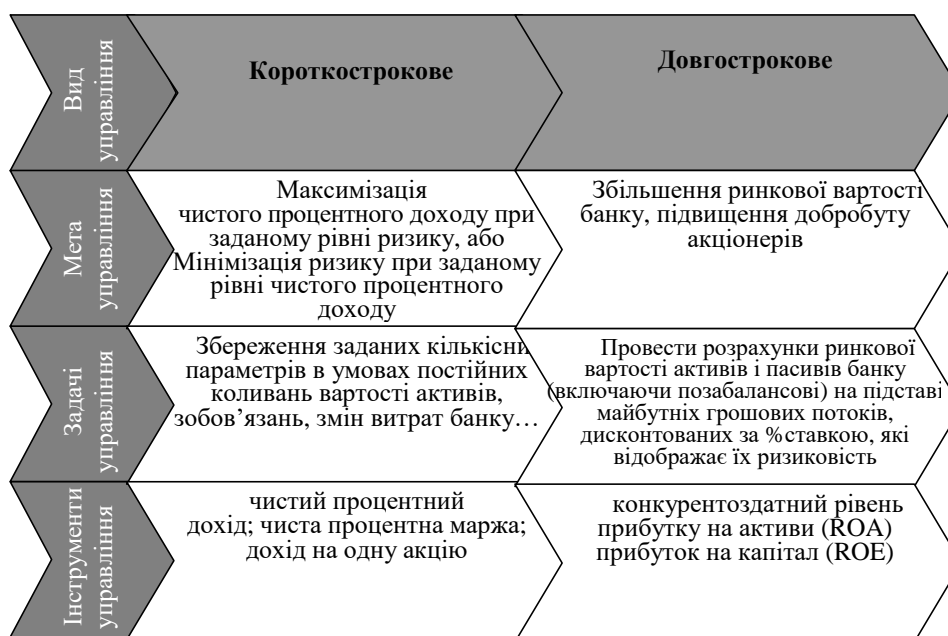 Вид
управління
Короткострокове
Довгострокове
Мета
управління
Максимізація
чистого процентного доходу при
заданому рівні ризику, або
Мінімізація ризику при заданому
рівні чистого процентного
доходу
Збільшення ринкової вартості
банку, підвищення добробуту
акціонерів
Задачі
управління
Збереження заданих кількісни
параметрів в умовах постійних
коливань вартості активів,
зобов’язань, змін витрат банку…
Провести розрахунки ринкової
вартості активів і пасивів банку
(включаючи позабалансові) на підставі
майбутніх грошових потоків,
дисконтованих за %ставкою, які
відображає їх ризиковість
Інструменти
управління
чистий процентний
дохід; чиста процентна маржа;
дохід на одну акцію
конкурентоздатний рівень
прибутку на активи (ROA)
прибуток на капітал (ROE)